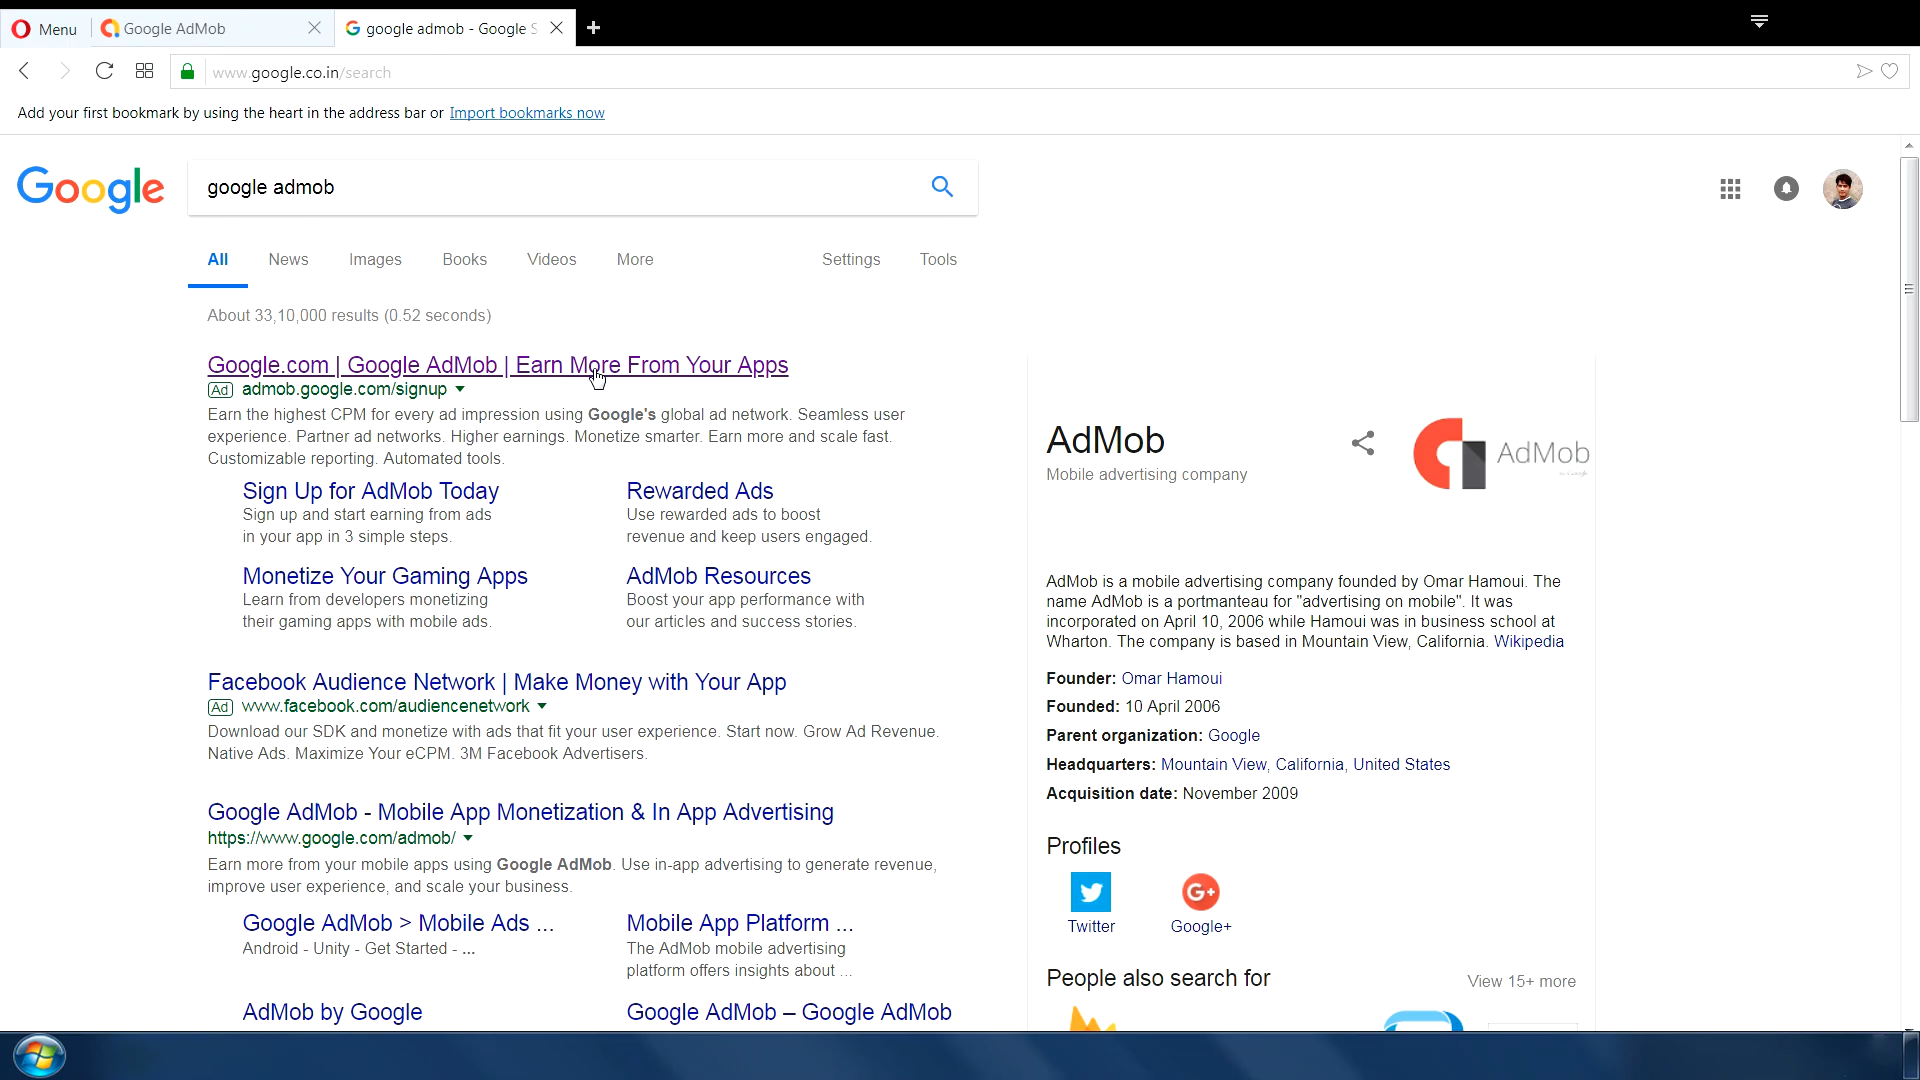 Menu
Google AdMob
google admob - Google S
www.google.co.in/search
Add your first bookmark by using the heart in the address bar or Import bookmarks now
Google
google admob
All News Images Books Videos More Settings Tools
About 33,10,000 results (0.52 seconds)
Google.com | Google AdMob | Earn More From Your Apps
Ad admob.google.com/signup
Earn the highest CPM for every ad impression using Google's global ad network. Seamless user
experience. Partner ad networks. Higher earnings. Monetize smarter. Earn more and scale fast.
Customizable reporting. Automated tools.
Sign Up for AdMob Today
Sign up and start earning from ads
in your app in 3 simple steps.
Rewarded Ads
Use rewarded ads to boost
revenue and keep users engaged.
Monetize Your Gaming Apps
Learn from developers monetizing
their gaming apps with mobile ads.
AdMob Resources
Boost your app performance with
our articles and success stories.
Facebook Audience Network | Make Money with Your App
Ad www.facebook.com/audiencenetwork
Download our SDK and monetize with ads that fit your user experience. Start now. Grow Ad Revenue.
Native Ads. Maximize Your eCPM. 3M Facebook Advertisers.
Google AdMob - Mobile App Monetization & In App Advertising
https://www.google.com/admob/
Earn more from your mobile apps using Google AdMob. Use in-app advertising to generate revenue,
improve user experience, and scale your business.
Google AdMob > Mobile Ads ...
Android - Unity - Get Started - ...
Mobile App Platform ...
The AdMob mobile advertising
platform offers insights about ...
AdMob by Google
Google AdMob – Google AdMob
AdMob
Mobile advertising company
AdMob
AdMob is a mobile advertising company founded by Omar Hamoui. The
name AdMob is a portmanteau for "advertising on mobile". It was
incorporated on April 10, 2006 while Hamoui was in business school at
Wharton. The company is based in Mountain View, California. Wikipedia
Founder: Omar Hamoui
Founded: 10 April 2006
Parent organization: Google
Headquarters: Mountain View, California, United States
Acquisition date: November 2009
Profiles
G+
Twitter
Google+
People also search for
View 15+ more